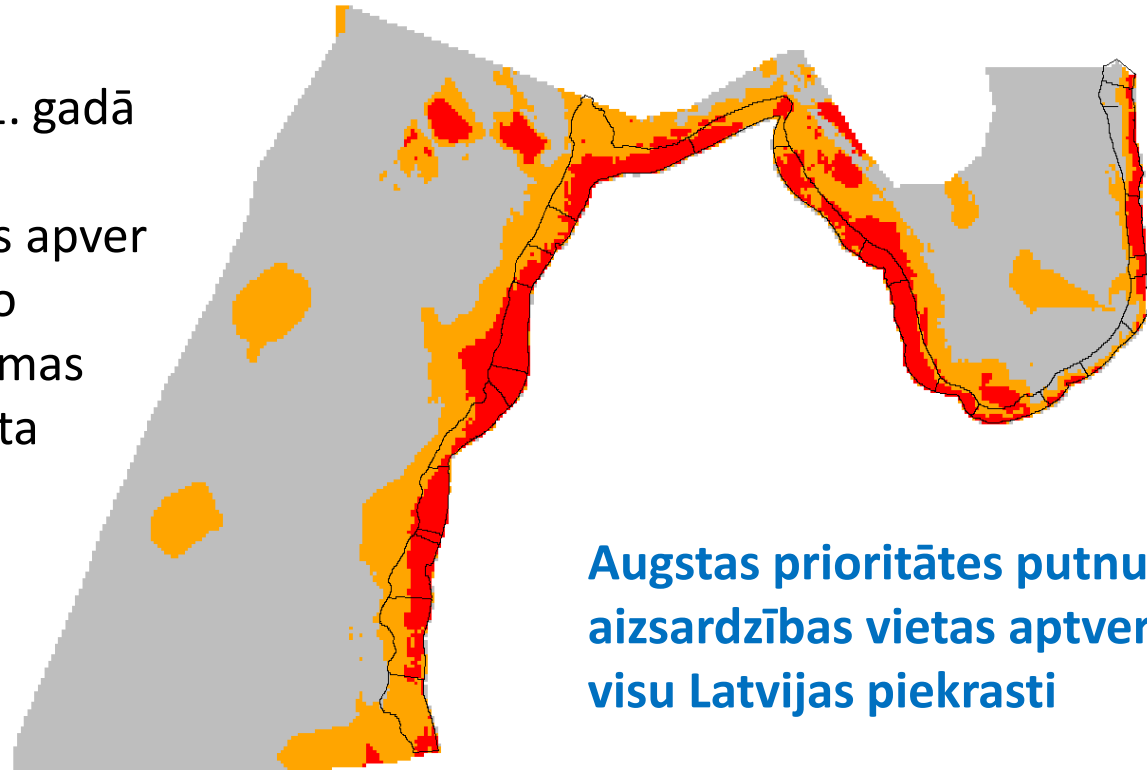 . gadā
s apver
mas
ta
Augstas prioritātes putnu
aizsardzības vietas aptver
visu Latvijas piekrasti